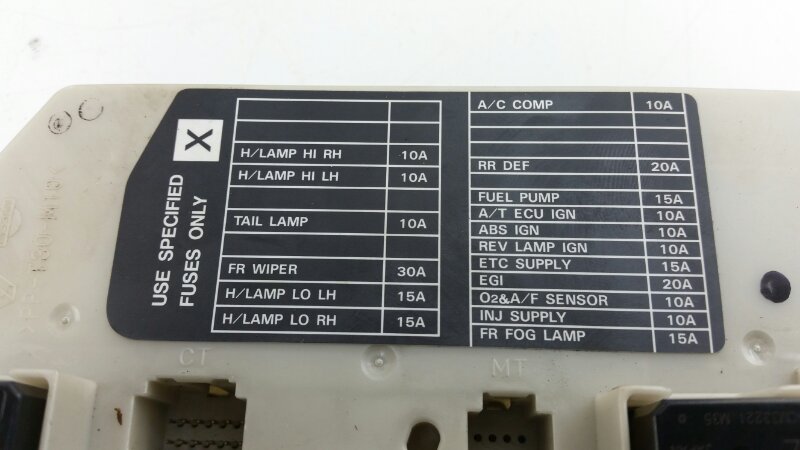 X
USE SPECIFIED
FUSES ONLY
H/LAMP HI RH 10A
H/LAMP HI LH 10A
TAIL LAMP 10A
FR WIPER 30A
H/LAMP LO LH 15A
H/LAMP LO RH 15A
A/C COMP 10A
RR DEF 20A
FUEL PUMP 15A
A/T ECU IGN 10A
ABS IGN 10A
REV LAMP IGN 10A
ETC SUPPLY 15A
EGI 20A
O2&A/F SENSOR 10A
INJ SUPPLY 10A
FR FOG LAMP 15A
CT
MT